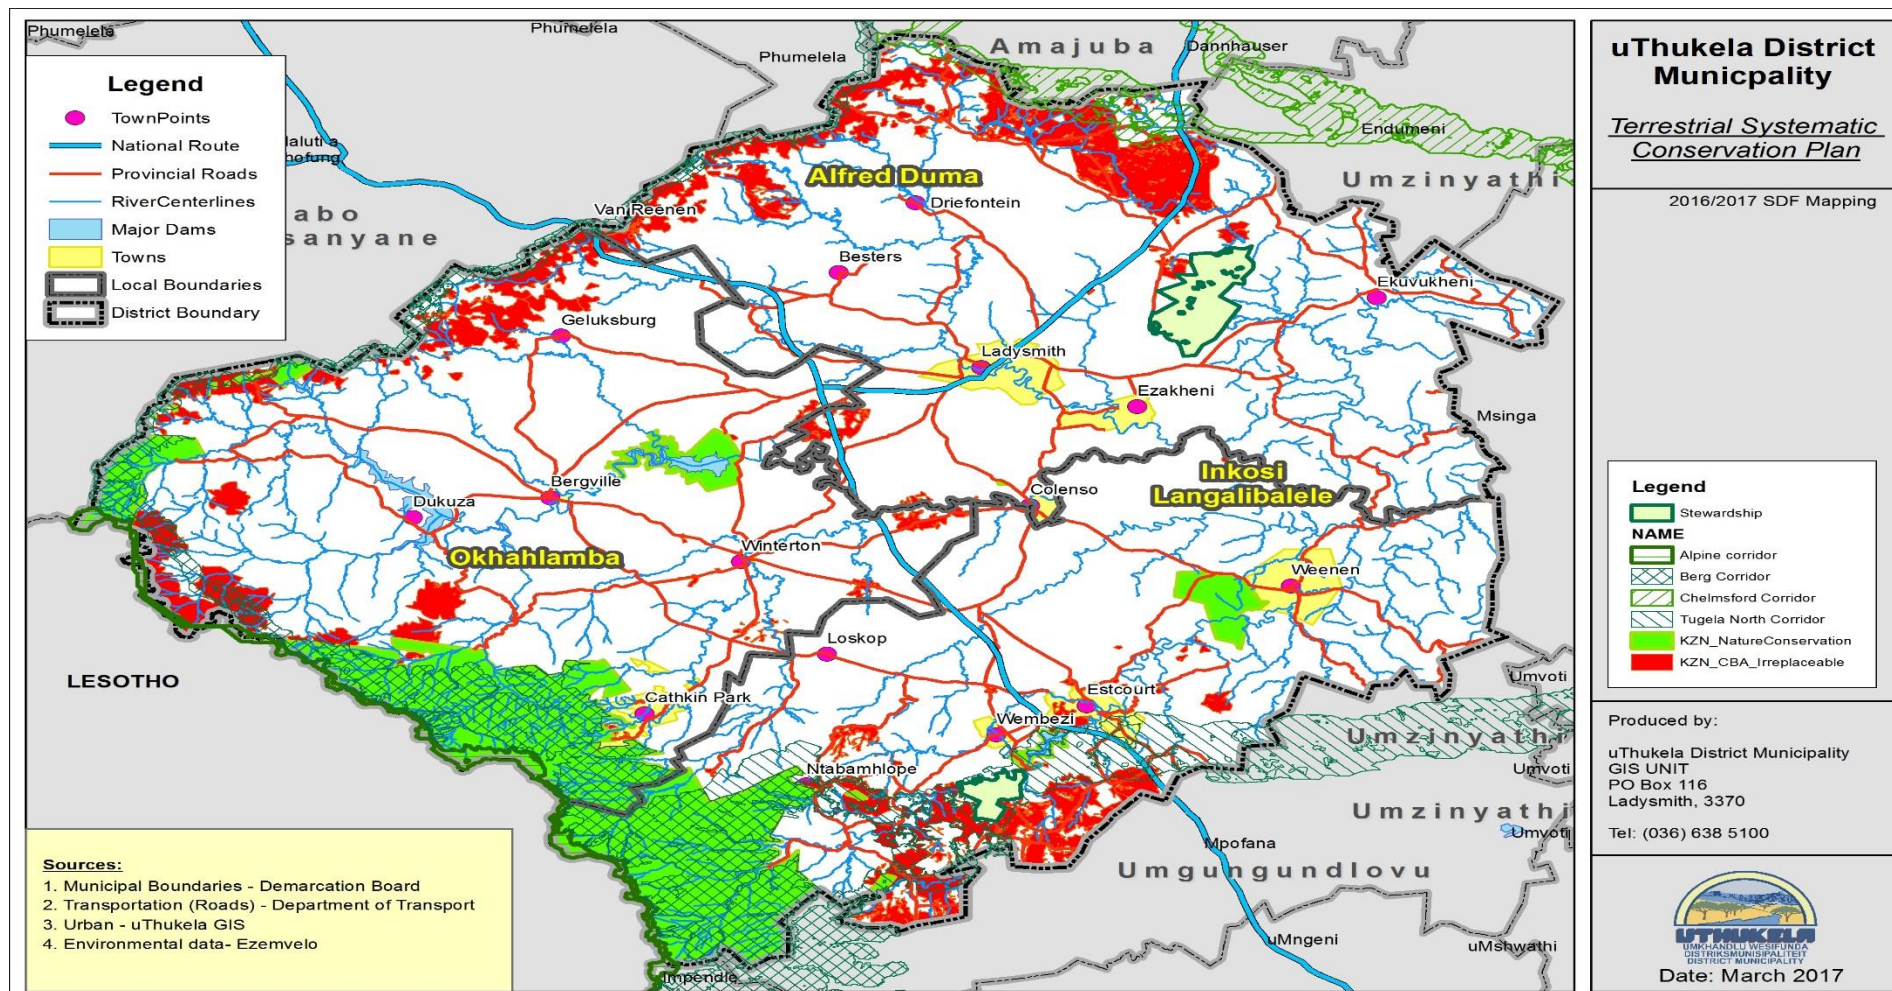 Phumelela
Phumelela
Phumelela
Amajuba
Dannhauser
Endumeni
Umzinyathi
Legend
TownPoints
National Route
Provincial Roads
RiverCenterlines
Major Dams
Towns
Local Boundaries
District Boundary
Alfred Duma
Driefontein
Van Reenen
Besters
Ekuvukheni
Geluksburg
Ladysmith
Ezakheni
Msinga
Inkosi
Langalibalele
Bergville
Colenso
Dukuza
Okhahlamba
Winterton
Weenen
Loskop
LESOTHO
Umvoti
Cathkin Park
Estcourt
Wembezi
Umzinyathi
Ntabamhlope
Umvoti
Umzinyathi
Umvoti
Mpofana
Umgungundlovu
uMngeni
uMshwathi
Impendle
Sources:
1. Municipal Boundaries - Demarcation Board
2. Transportation (Roads) - Department of Transport
3. Urban - uThukela GIS
4. Environmental data- Ezemvelo
uThukela District
Municpality
Terrestrial Systematic
Conservation Plan
2016/2017 SDF Mapping
Legend
Stewardship
NAME
Alpine corridor
Berg Corridor
Chelmsford Corridor
Tugela North Corridor
KZN_NatureConservation
KZN_CBA_Irreplaceable
Produced by:
uThukela District Municipality
GIS UNIT
PO Box 116
Ladysmith, 3370
Tel: (036) 638 5100
UTHUKELA
UMKHANDLU WESIFUNDA
DISTRIKSMUNISIPALITEIT
DISTRICT MUNICIPALITY
Date: March 2017